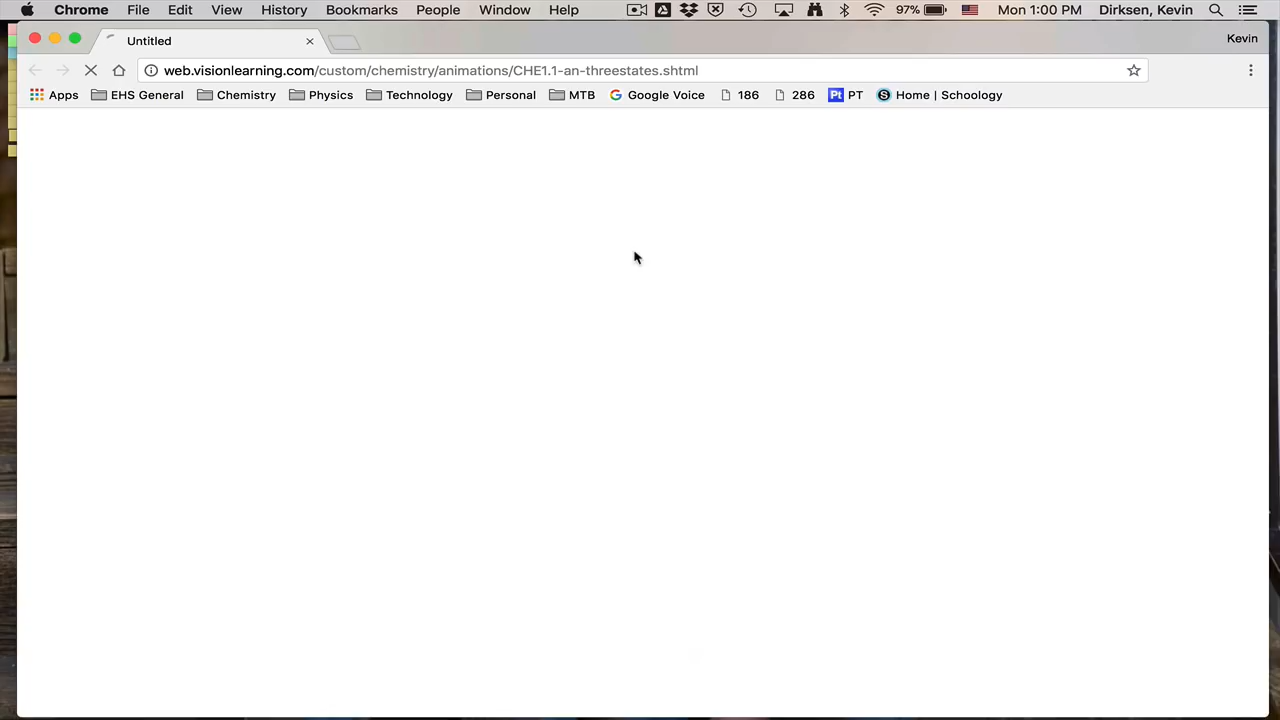 Chrome File Edit View History Bookmarks People Window Help 97% Mon 1:00 PM Dirksen, Kevin
Untitled Kevin
web.visionlearning.com/custom/chemistry/animations/CHE1.1-an-threestates.shtml
Apps EHS General Chemistry Physics Technology Personal MTB Google Voice 186 286 Pt PT S Home | Schoology